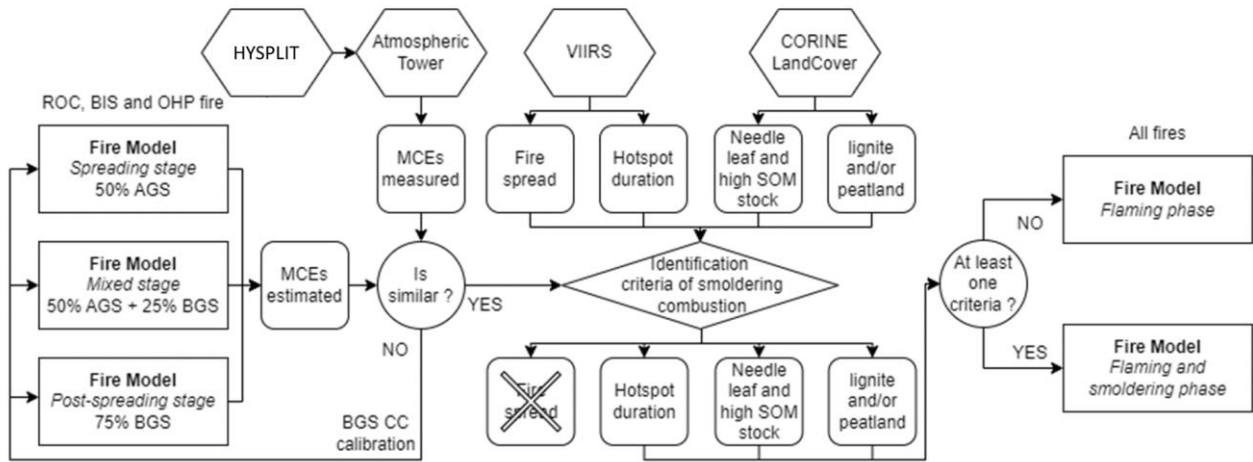 HYSPLIT
Atmospheric
Tower
VIIRS
CORINE
LandCover
ROC, BIS and OHP fire
Fire Model
Spreading stage
50% AGS
MCEs
measured
Fire
spread
Hotspot
duration
Needle
leaf and
high SOM
stock
lignite
and/or
peatland
All fires
Fire Model
Flaming phase
NO
Fire Model
Mixed stage
50% AGS + 25% BGS
MCEs
estimated
Is
similar ?
YES
Identification
criteria of smoldering
combustion
At least
one
criteria ?
NO
YES
Fire Model
Flaming and
smoldering phase
Fire Model
Post-spreading stage
75% BGS
BGS CC
calibration
Fire
spread
Hotspot
duration
Needle
leaf and
high SOM
stock
lignite
and/or
peatland